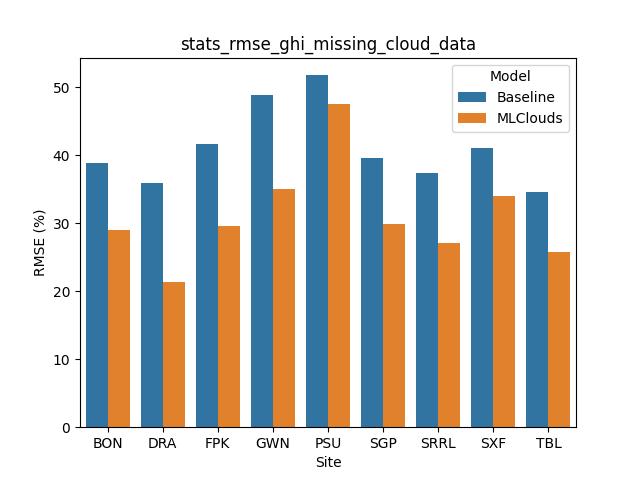 stats_rmse_ghi_missing_cloud_data
Model
Baseline
MLClouds
RMSE (%)
50
40
30
20
10
0
BON DRA FPK GWN PSU SGP SRRL SXF TBL
Site